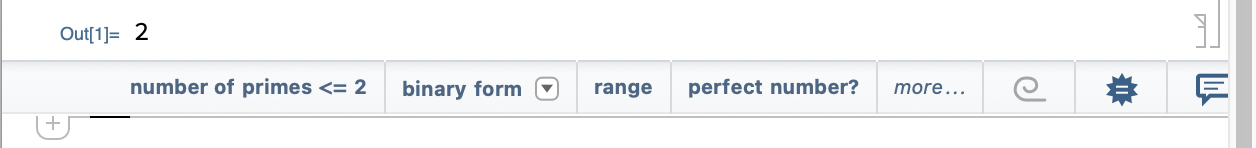 Out[1]= 2
number of primes <= 2 binary form range perfect number? more...